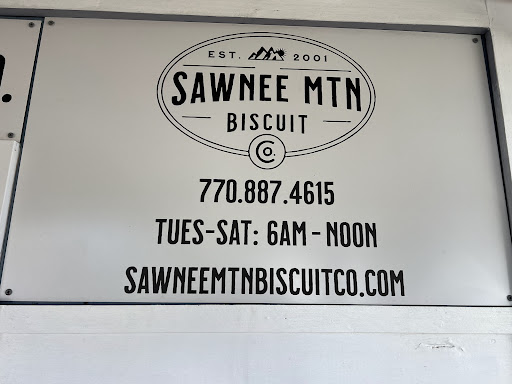 EST. 2001
SAWNEE MTN
BISCUIT
Co.
770.887.4615
TUES-SAT: 6AM - NOON
SAWNEEMTNBISCUITCO.COM